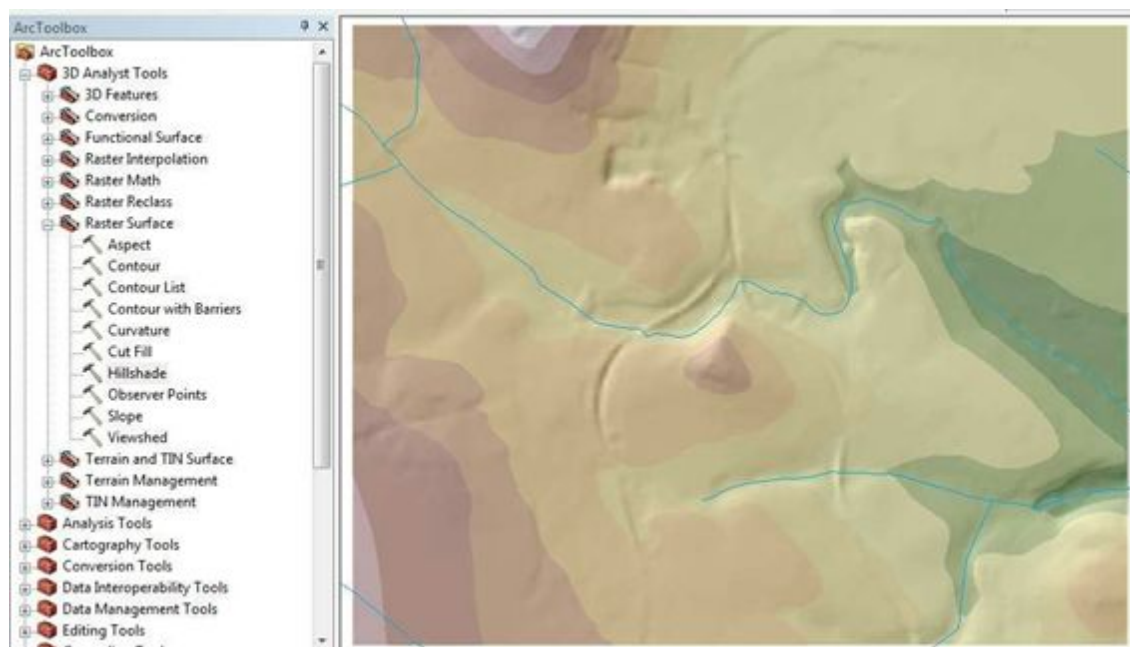 ArcToolbox
ArcToolbox
3D Analyst Tools
3D Features
Conversion
Functional Surface
Raster Interpolation
Raster Math
Raster Reclass
Raster Surface
Aspect
Contour
Contour List
Contour with Barriers
Curvature
Cut Fill
Hillshade
Observer Points
Slope
Viewshed
Terrain and TIN Surface
Terrain Management
TIN Management
Analysis Tools
Cartography Tools
Conversion Tools
Data Interoperability Tools
Data Management Tools
Editing Tools